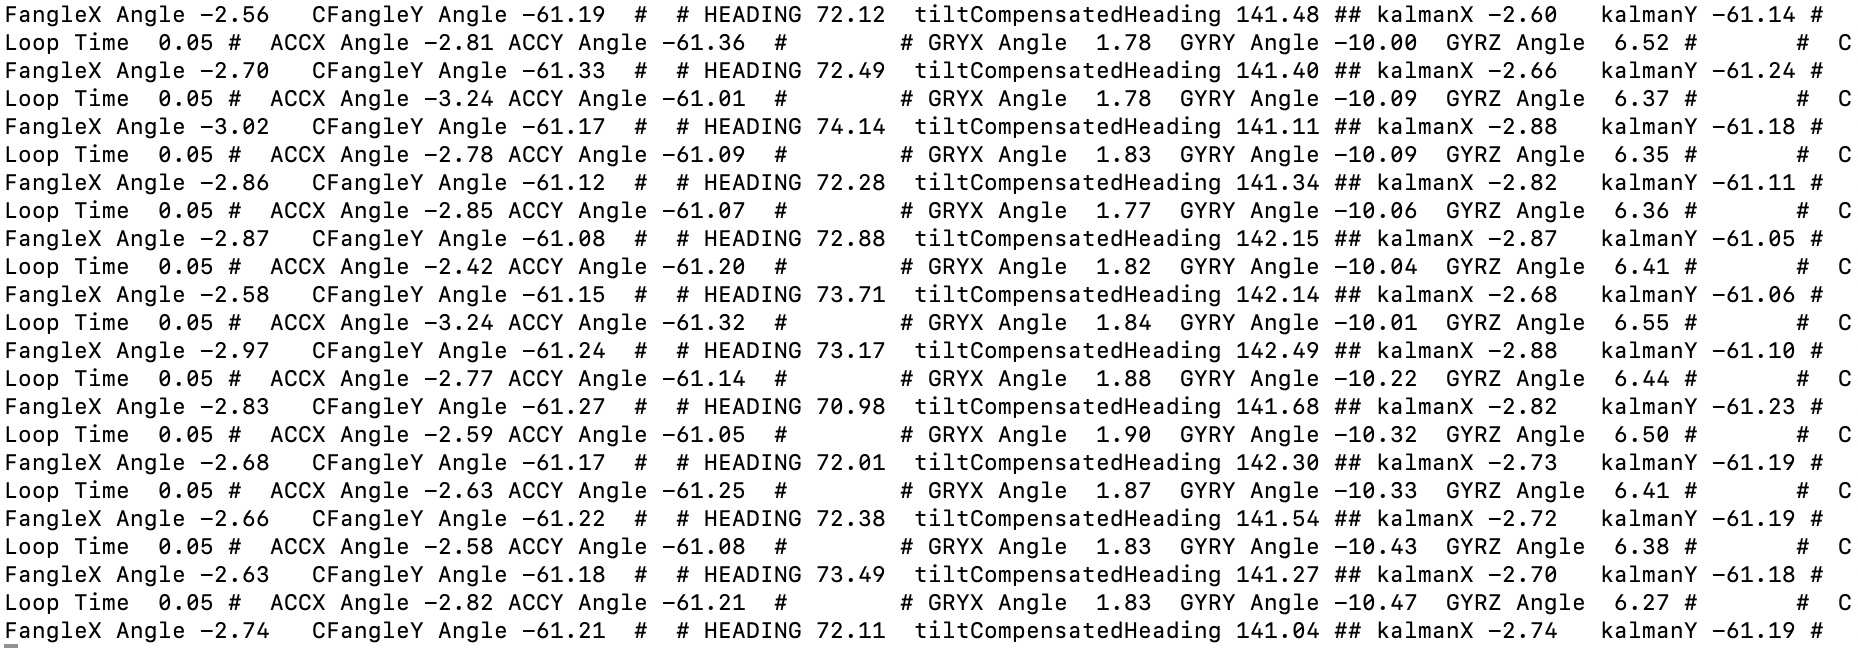 FangleX Angle -2.56   CFangleY Angle -61.19  #  # HEADING 72.12  tiltCompensatedHeading 141.48 ## kalmanX -2.60   kalmanY -61.14 #
Loop Time  0.05 #  ACCX Angle -2.81 ACCY Angle -61.36  #        # GRYX Angle  1.78  GYRY Angle -10.00  GYRZ Angle  6.52 #       #  C
FangleX Angle -2.70   CFangleY Angle -61.33  #  # HEADING 72.49  tiltCompensatedHeading 141.40 ## kalmanX -2.66   kalmanY -61.24 #
Loop Time  0.05 #  ACCX Angle -3.24 ACCY Angle -61.01  #        # GRYX Angle  1.78  GYRY Angle -10.09  GYRZ Angle  6.37 #       #  C
FangleX Angle -3.02   CFangleY Angle -61.17  #  # HEADING 74.14  tiltCompensatedHeading 141.11 ## kalmanX -2.88   kalmanY -61.18 #
Loop Time  0.05 #  ACCX Angle -2.78 ACCY Angle -61.09  #        # GRYX Angle  1.83  GYRY Angle -10.09  GYRZ Angle  6.35 #       #  C
FangleX Angle -2.86   CFangleY Angle -61.12  #  # HEADING 72.28  tiltCompensatedHeading 141.34 ## kalmanX -2.82   kalmanY -61.11 #
Loop Time  0.05 #  ACCX Angle -2.85 ACCY Angle -61.07  #        # GRYX Angle  1.77  GYRY Angle -10.06  GYRZ Angle  6.36 #       #  C
FangleX Angle -2.87   CFangleY Angle -61.08  #  # HEADING 72.88  tiltCompensatedHeading 142.15 ## kalmanX -2.87   kalmanY -61.05 #
Loop Time  0.05 #  ACCX Angle -2.42 ACCY Angle -61.20  #        # GRYX Angle  1.82  GYRY Angle -10.04  GYRZ Angle  6.41 #       #  C
FangleX Angle -2.58   CFangleY Angle -61.15  #  # HEADING 73.71  tiltCompensatedHeading 142.14 ## kalmanX -2.68   kalmanY -61.06 #
Loop Time  0.05 #  ACCX Angle -3.24 ACCY Angle -61.32  #        # GRYX Angle  1.84  GYRY Angle -10.01  GYRZ Angle  6.55 #       #  C
FangleX Angle -2.97   CFangleY Angle -61.24  #  # HEADING 73.17  tiltCompensatedHeading 142.49 ## kalmanX -2.88   kalmanY -61.10 #
Loop Time  0.05 #  ACCX Angle -2.77 ACCY Angle -61.14  #        # GRYX Angle  1.88  GYRY Angle -10.22  GYRZ Angle  6.44 #       #  C
FangleX Angle -2.83   CFangleY Angle -61.27  #  # HEADING 70.98  tiltCompensatedHeading 141.68 ## kalmanX -2.82   kalmanY -61.23 #
Loop Time  0.05 #  ACCX Angle -2.59 ACCY Angle -61.05  #        # GRYX Angle  1.90  GYRY Angle -10.32  GYRZ Angle  6.50 #       #  C
FangleX Angle -2.68   CFangleY Angle -61.17  #  # HEADING 72.01  tiltCompensatedHeading 142.30 ## kalmanX -2.73   kalmanY -61.19 #
Loop Time  0.05 #  ACCX Angle -2.63 ACCY Angle -61.25  #        # GRYX Angle  1.87  GYRY Angle -10.33  GYRZ Angle  6.41 #       #  C
FangleX Angle -2.66   CFangleY Angle -61.22  #  # HEADING 72.38  tiltCompensatedHeading 141.54 ## kalmanX -2.72   kalmanY -61.19 #
Loop Time  0.05 #  ACCX Angle -2.58 ACCY Angle -61.08  #        # GRYX Angle  1.83  GYRY Angle -10.43  GYRZ Angle  6.38 #       #  C
FangleX Angle -2.63   CFangleY Angle -61.18  #  # HEADING 73.49  tiltCompensatedHeading 141.27 ## kalmanX -2.70   kalmanY -61.18 #
Loop Time  0.05 #  ACCX Angle -2.82 ACCY Angle -61.21  #        # GRYX Angle  1.83  GYRY Angle -10.47  GYRZ Angle  6.27 #       #  C
FangleX Angle -2.74   CFangleY Angle -61.21  #  # HEADING 72.11  tiltCompensatedHeading 141.04 ## kalmanX -2.74   kalmanY -61.19 #